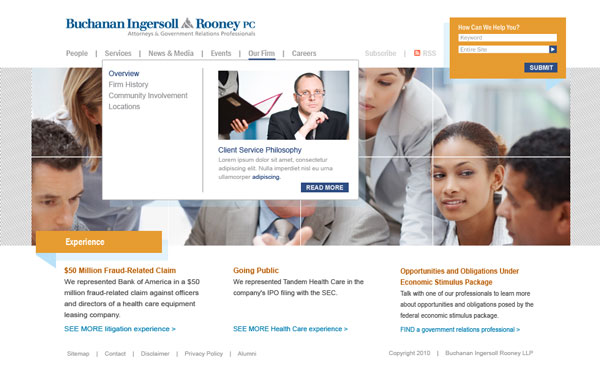 Buchanan Ingersoll & Rooney PC
Attorneys & Government Relations Professionals
How Can We Help You?
Keyword
Entire Site
SUBMIT
People | Services | News & Media | Events | Our Firm | Careers
Subscribe | RSS
Overview
Firm History
Community Involvement
Locations
Client Service Philosophy
Lorem ipsum dolor sit amet, consectetur
adipiscing elit. Nulla imperdiet nisl eu urna
ullamcorper adipiscing.
READ MORE
Experience
$50 Million Fraud-Related Claim
We represented Bank of America in a $50
million fraud-related claim against officers
and directors of a health care equipment
leasing company.
SEE MORE litigation experience >
Going Public
We represented Tandem Health Care in the
company's IPO filing with the SEC.
SEE MORE Health Care experience >
Opportunities and Obligations Under
Economic Stimulus Package
Talk with one of our professionals to learn more
about opportunities and obligations posed by the
federal economic stimulus package.
FIND a government relations professional >
Sitemap | Contact | Disclaimer | Privacy Policy | Alumni
Copyright 2010 | Buchanan Ingersoll Rooney LLP